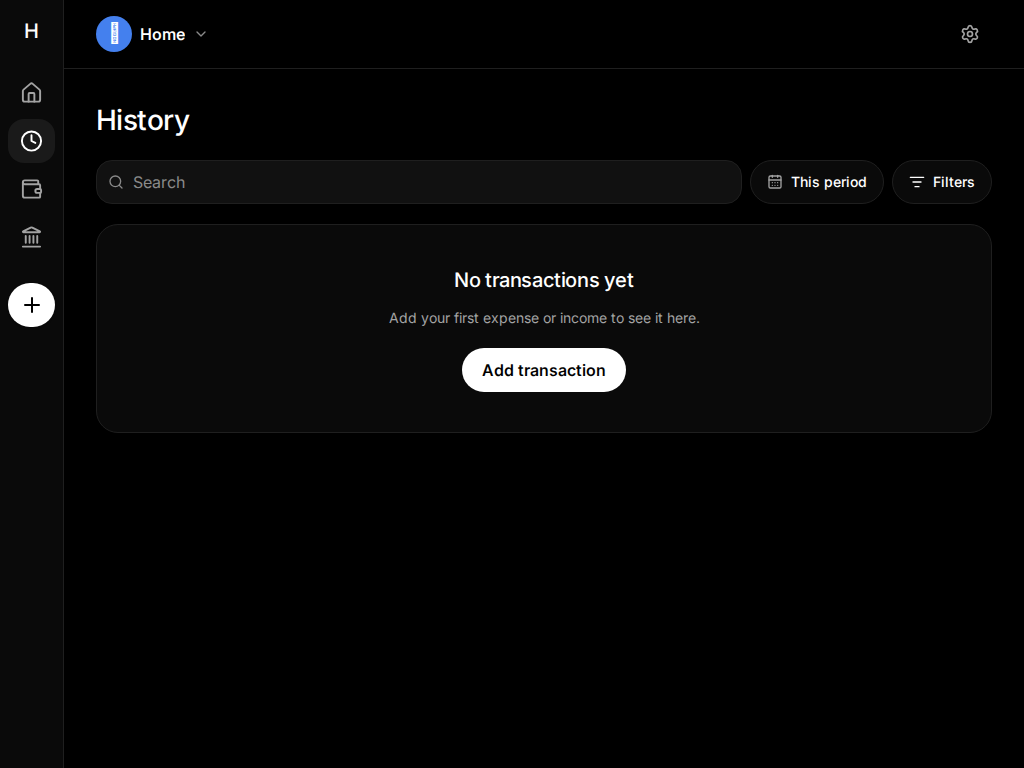 H
Home
History
Search
This period
Filters
No transactions yet
Add your first expense or income to see it here.
Add transaction